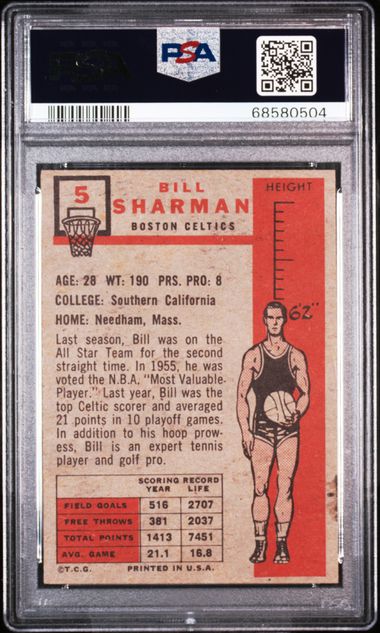 PSA
PSA
68580504
5
BILL
SHARMAN
BOSTON CELTICS
HEIGHT
6'2"
AGE: 28 WT: 190 PRS. PRO: 8
COLLEGE: Southern California
HOME: Needham, Mass.
Last season, Bill was on the
All Star Team for the
second straight time. In 1955, he was
voted the N.B.A. “Most Valuable
Player.” Last year, Bill was the
top Celtic scorer and averaged
21 points in 10 playoff games.
In addition to his hoop prow-
ess, Bill is an expert tennis
player and golf pro.
SCORING RECORD
YEAR LIFE
FIELD GOALS 516 2707
FREE THROWS 381 2037
TOTAL POINTS 1413 7451
AVG. GAME 21.1 16.8
©T.C.G. PRINTED IN U.S.A.